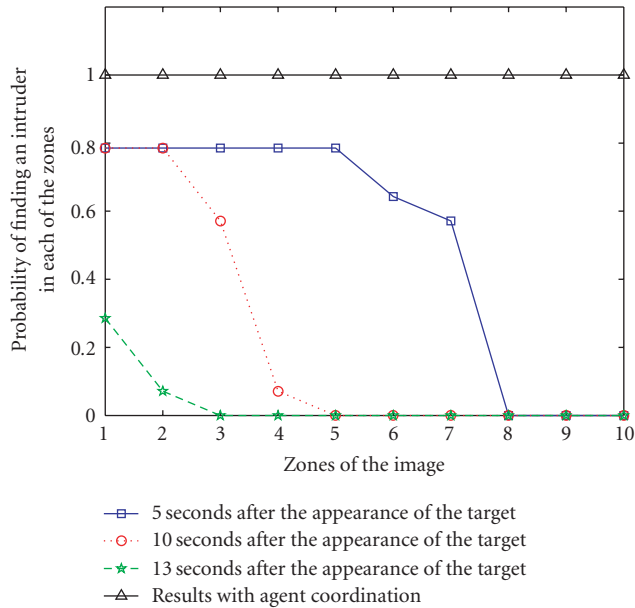 Probability of finding an intruder
in each of the zones
1
0.8
0.6
0.4
0.2
0
1 2 3 4 5 6 7 8 9 10
Zones of the image
5 seconds after the appearance of the target
10 seconds after the appearance of the target
13 seconds after the appearance of the target
Results with agent coordination